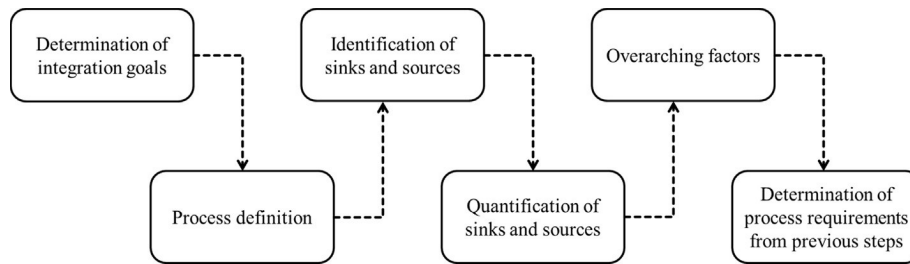 Determination of
integration goals
Process definition
Identification of
sinks and sources
Quantification of
sinks and sources
Overarching factors
Determination of
process requirements
from previous steps